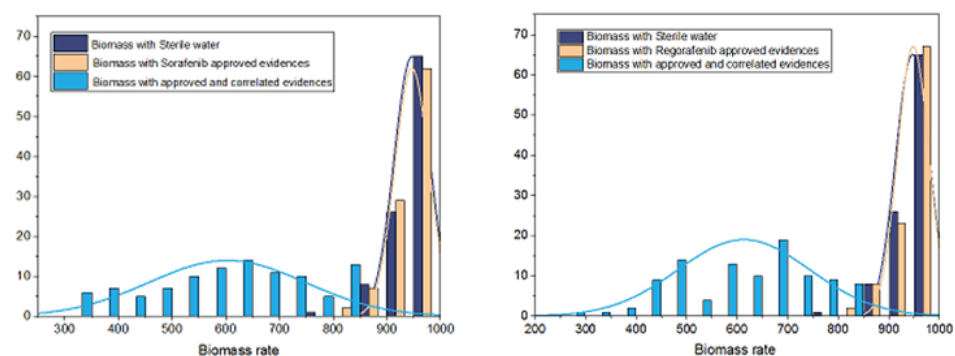 70
60
50
40
30
20
10
0
Biomass with Sterile water
Biomass with Sorafenib approved evidences
Biomass with approved and correlated evidences
300 400 500 600 700 800 900 1000
Biomass rate
70
60
50
40
30
20
10
0
Biomass with Sterile water
Biomass with Regorafenib approved evidences
Biomass with approved and correlated evidences
200 300 400 500 600 700 800 900 1000
Biomass rate